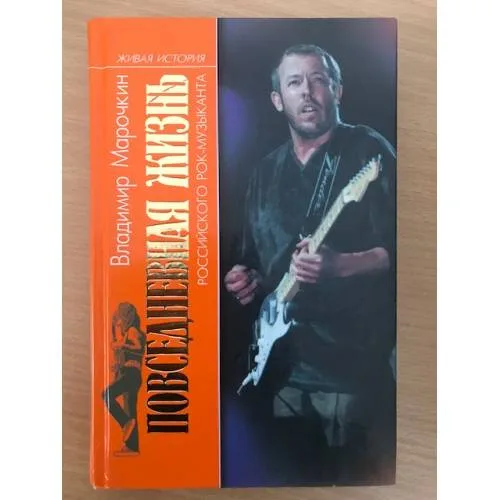 ЖИВАЯ ИСТОРИЯ
Владимир Марочкин
ПОВСЕДНЕВНАЯ ЖИЗНЬ
РОССИЙСКОГО РОК-МУЗЫКАНТА